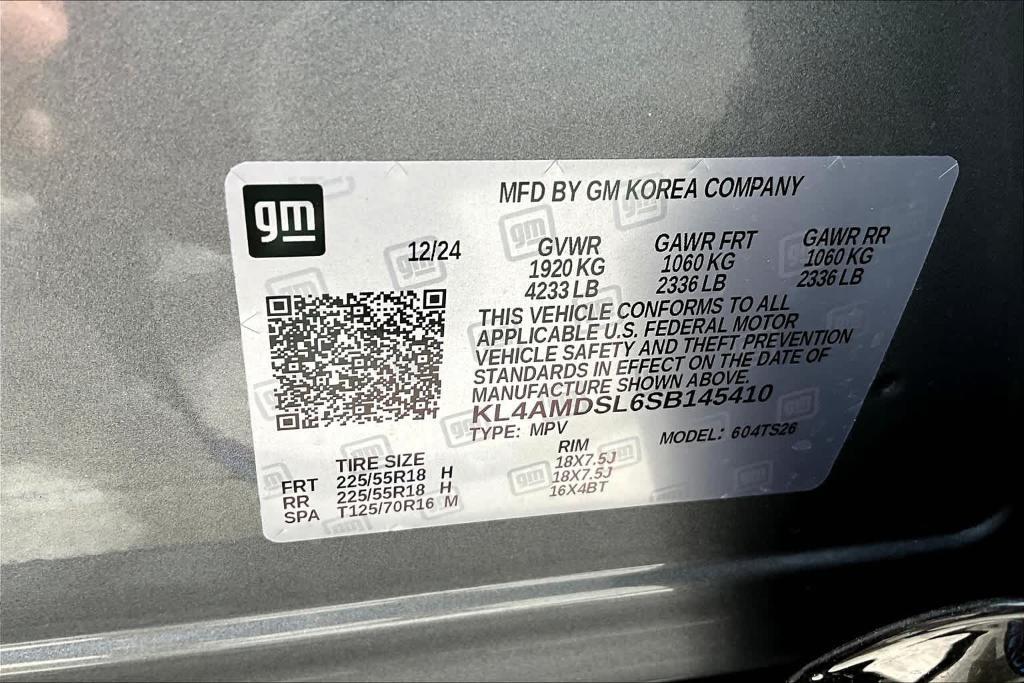 gm
MFD BY GM KOREA COMPANY
12/24
GVWR GAWR FRT GAWR RR
1920 KG 1060 KG 1060 KG
4233 LB 2336 LB 2336 LB
THIS VEHICLE CONFORMS TO ALL
APPLICABLE U.S. FEDERAL MOTOR
VEHICLE SAFETY AND THEFT PREVENTION
STANDARDS IN EFFECT ON THE DATE OF
MANUFACTURE SHOWN ABOVE.
KL4AMDSL6SB145410
TYPE: MPV MODEL: 604TS26
TIRE SIZE RIM
FRT 225/55R18 H 18X7.5J
RR 225/55R18 H 18X7.5J
SPA T125/70R16 M 16X4BT